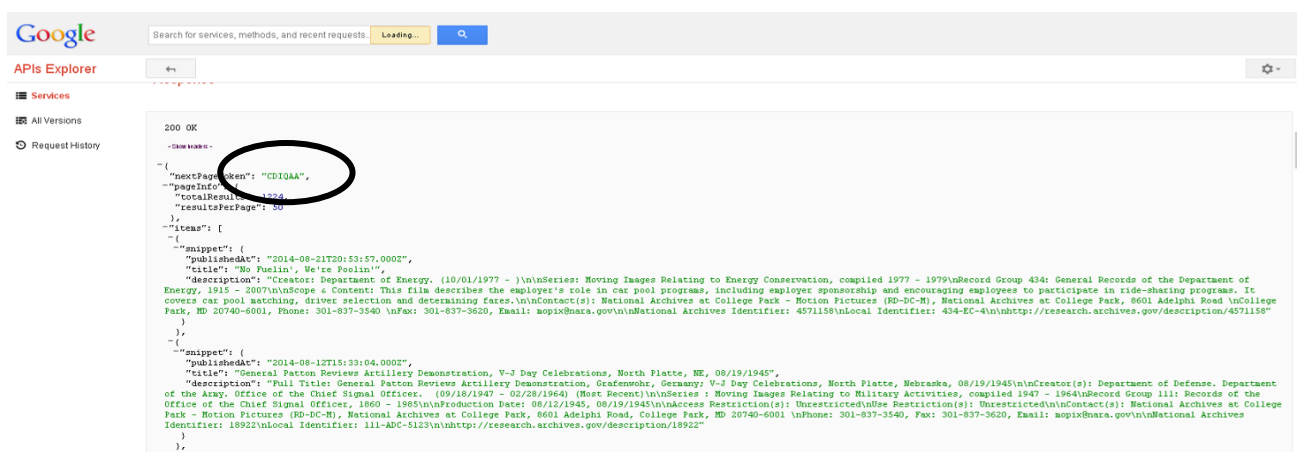 Google
Search for services, methods, and recent requests.. Loading...
APIs Explorer
Services
All Versions
Request History
200 OK
- Show headers -
{
"nextPageToken": "CDIQAA",
"pageInfo": {
"totalResults": 1224,
"resultsPerPage": 50
},
"items": [
{
"snippet": {
"publishedAt": "2014-08-21T20:53:57.000Z",
"title": "No Fuelin', We're Poolin'",
"description": "Creator: Department of Energy. (10/01/1977 - )\n\nSeries: Moving Images Relating to Energy Conservation, compiled 1977 - 1979\nRecord Group 434: General Records of the Department of
Energy, 1915 - 2007\n\nScope & Content: This film describes the employer's role in car pool programs, including employer sponsorship and encouraging employees to participate in ride-sharing programs. It
covers car pool matching, driver selection and determining fares.\n\nContact(s): National Archives at College Park - Motion Pictures (RD-DC-M), National Archives at College Park, 8601 Adelphi Road \nCollege
Park, MD 20740-6001, Phone: 301-837-3540 \nFax: 301-837-3620, Email: mopix@nara.gov\n\nNational Archives Identifier: 4571158\nLocal Identifier: 434-EC-4\n\nhttp://research.archives.gov/description/4571158"
}
},
{
"snippet": {
"publishedAt": "2014-08-12T15:33:04.000Z",
"title": "General Patton Reviews Artillery Demonstration, V-J Day Celebrations, North Platte, NE, 08/19/1945",
"description": "Full Title: General Patton Reviews Artillery Demonstration, Grafenwohr, Germany; V-J Day Celebrations, North Platte, Nebraska, 08/19/1945\n\nCreator(s): Department of Defense. Department
of the Army. Office of the Chief Signal Officer.  (09/18/1947 - 02/28/1964) (Most Recent)\n\nSeries : Moving Images Relating to Military Activities, compiled 1947 - 1964\nRecord Group 111: Records of the
Office of the Chief Signal Officer, 1860 - 1985\n\nProduction Date: 08/12/1945, 08/19/1945\n\nAccess Restriction(s): Unrestricted\nUse Restriction(s): Unrestricted\n\nContact(s): National Archives at College
Park - Motion Pictures (RD-DC-M), National Archives at College Park, 8601 Adelphi Road, College Park, MD 20740-6001 \nPhone: 301-837-3540, Fax: 301-837-3620, Email: mopix@nara.gov\n\nNational Archives
Identifier: 18922\nLocal Identifier: 111-ADC-5123\n\nhttp://research.archives.gov/description/18922"
}
},